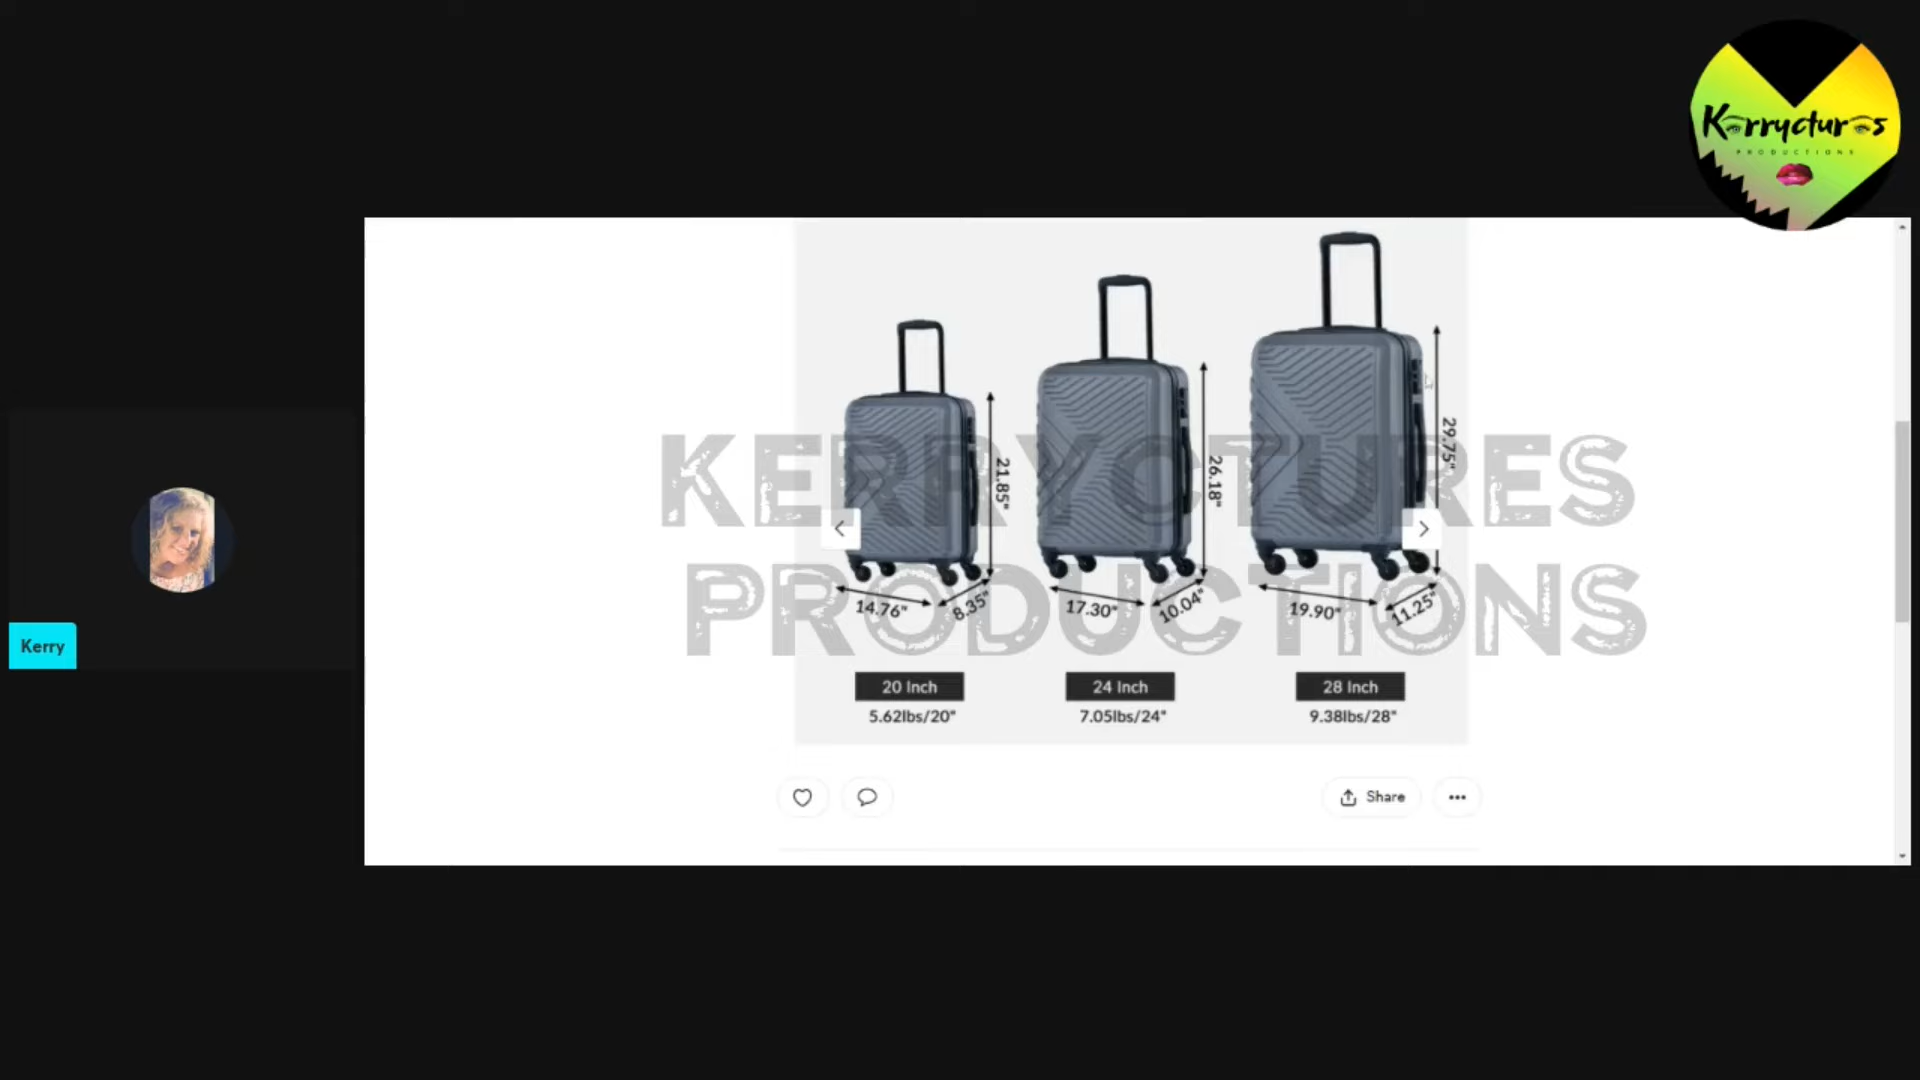 Kerryctures
PRODUCTIONS
KERRYCTURES
PRODUCTIONS
21.85"
26.18"
29.75"
14.76"
8.35"
17.30"
10.04"
19.90"
11.25"
Kerry
20 Inch
24 Inch
28 Inch
5.62lbs/20"
7.05lbs/24"
9.38lbs/28"
Share